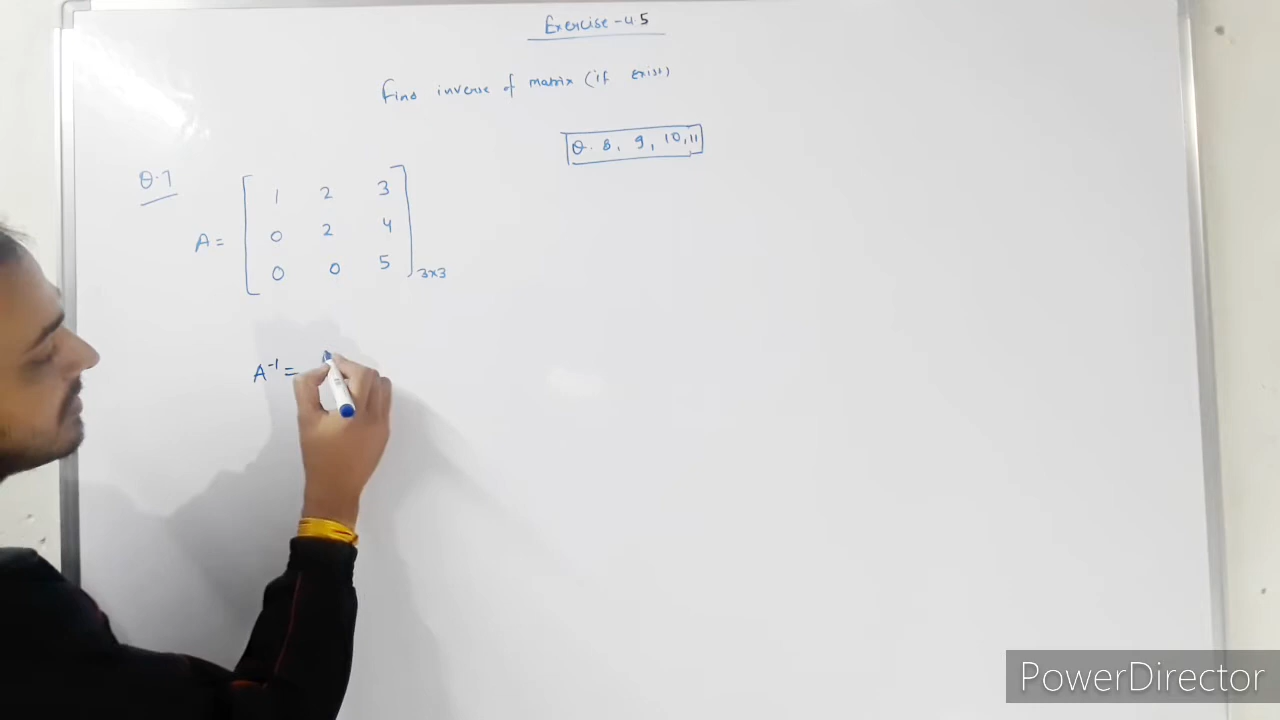 Exercise-4 5
Find inverse of matrix (if exist)
Q. 8, 9, 10, 11
Q.7
A = [ 1 2 3
0 2 4
0 0 5 ] 3x3
A⁻¹ =
PowerDirector